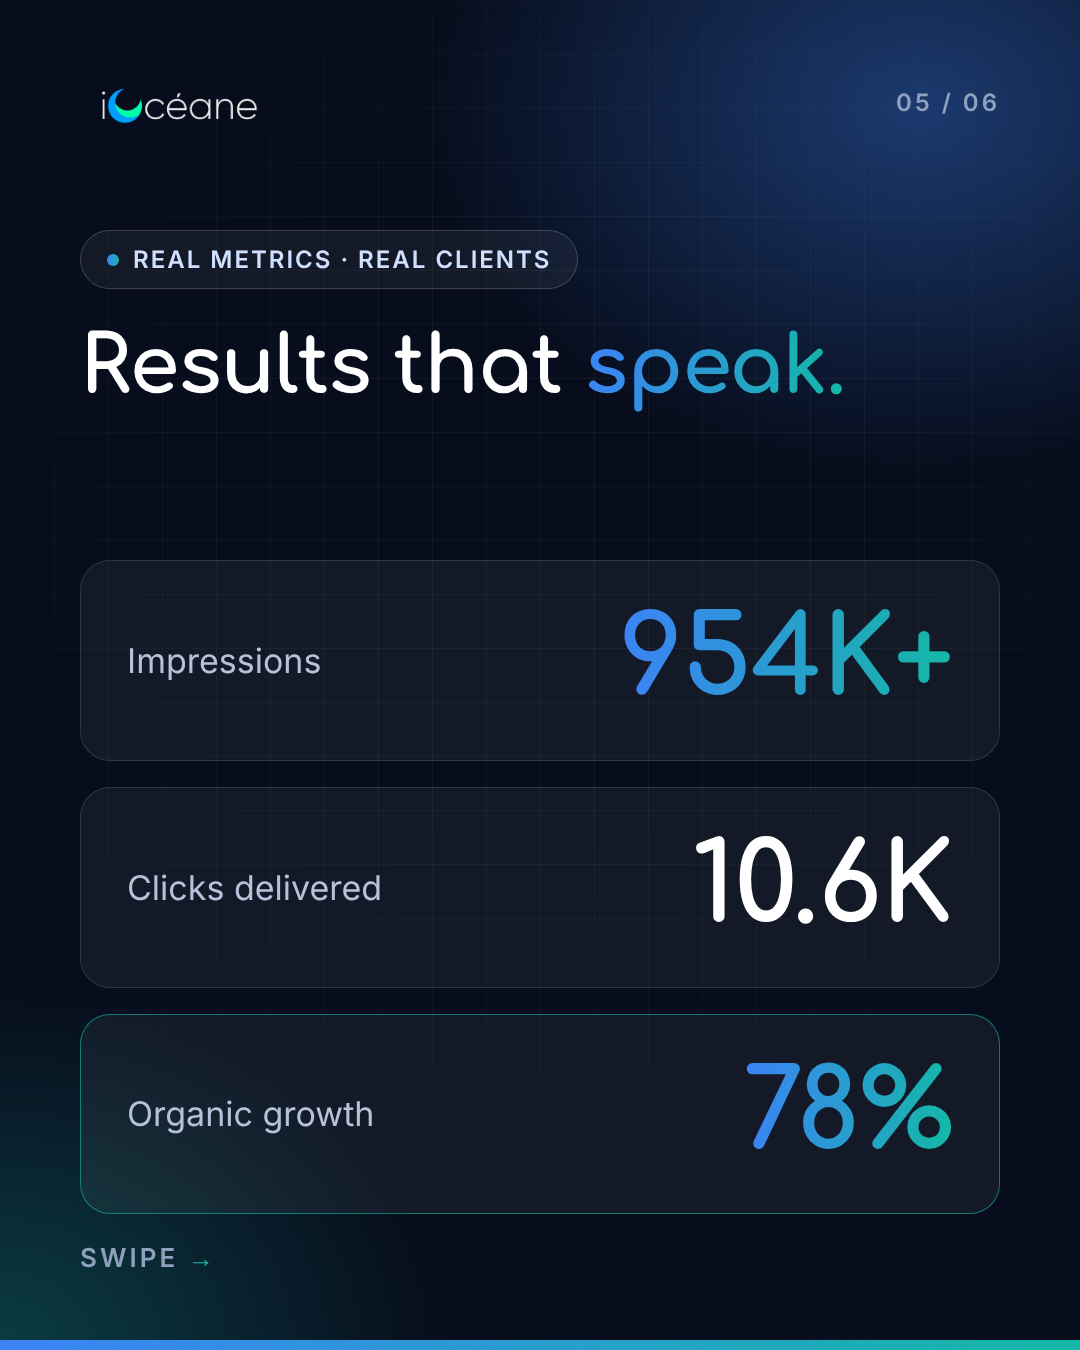 iOcéane
05 / 06
REAL METRICS · REAL CLIENTS
Results that speak.
Impressions 954K+
Clicks delivered 10.6K
Organic growth 78%
SWIPE →